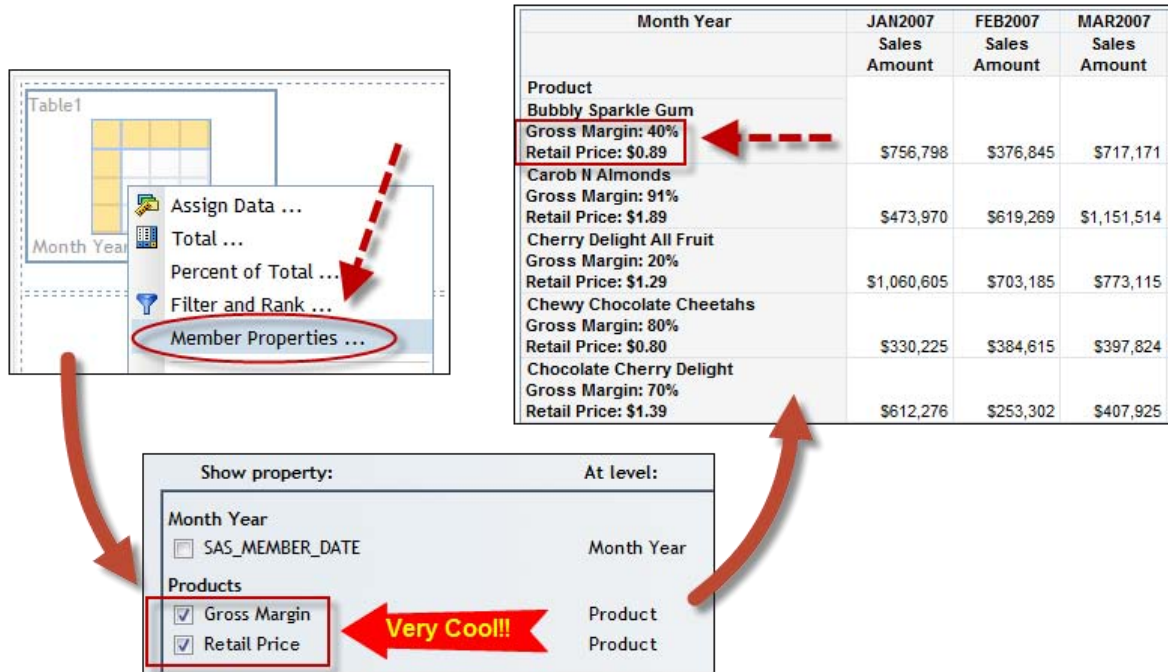 Table1
Month Year
Assign Data ...
Total ...
Percent of Total ...
Filter and Rank ...
Member Properties ...
Month Year JAN2007 FEB2007 MAR2007
Sales Sales Sales
Amount Amount Amount
Product
Bubbly Sparkle Gum
Gross Margin: 40%
Retail Price: $0.89 $756,798 $376,845 $717,171
Carob N Almonds
Gross Margin: 91%
Retail Price: $1.89 $473,970 $619,269 $1,151,514
Cherry Delight All Fruit
Gross Margin: 20%
Retail Price: $1.29 $1,060,605 $703,185 $773,115
Chewy Chocolate Cheetahs
Gross Margin: 80%
Retail Price: $0.80 $330,225 $384,615 $397,824
Chocolate Cherry Delight
Gross Margin: 70%
Retail Price: $1.39 $612,276 $253,302 $407,925
Show property: At level:
Month Year
SAS_MEMBER_DATE Month Year
Products
Gross Margin Product
Retail Price Product
Very Cool!!